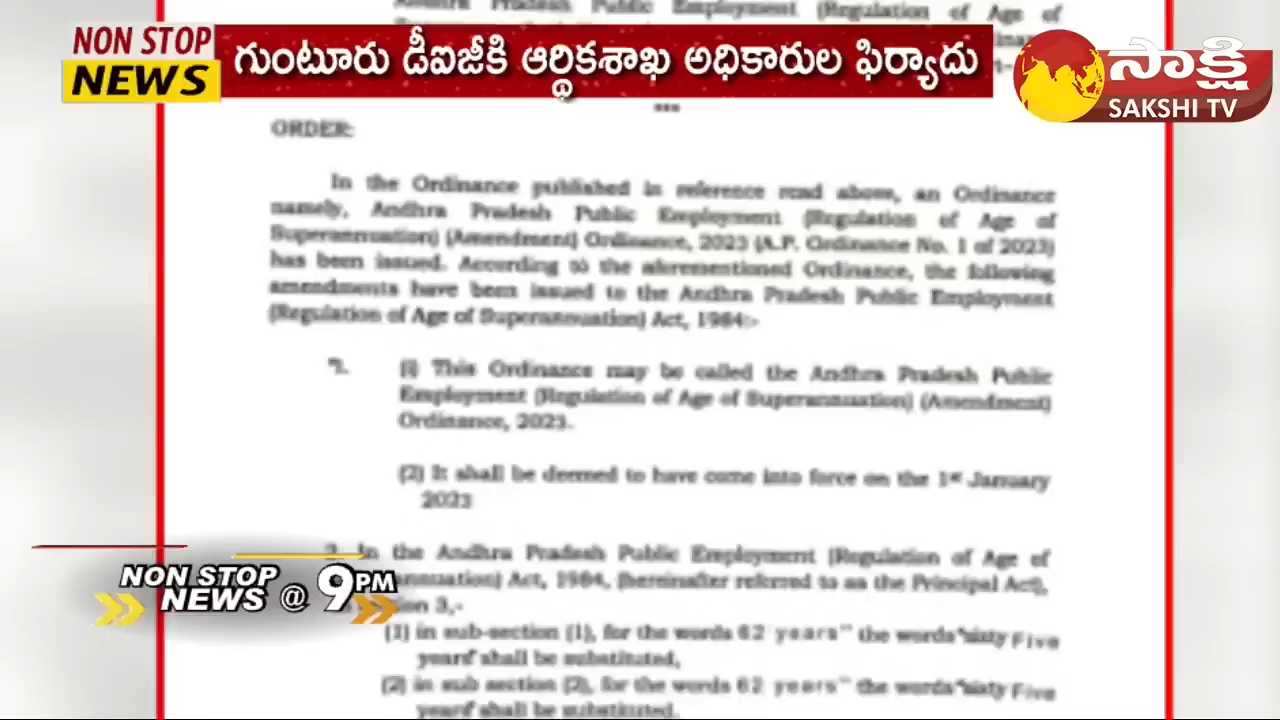 Andhra Pradesh Public Employment (Regulation of Age of
NON STOP
NEWS
గుంటూరు డీఐజీకి ఆర్థికశాఖ అధికారుల ఫిర్యాదు
సాక్షి
SAKSHI TV
***
ORDER:
In the Ordinance published in reference read above, an Ordinance
namely, Andhra Pradesh Public Employment (Regulation of Age of
Superannuation) (Amendment) Ordinance, 2023 (A.P. Ordinance No. 1 of 2023)
has been issued. According to the aforementioned Ordinance, the following
amendments have been issued to the Andhra Pradesh Public Employment
(Regulation of Age of Superannuation) Act, 1984:-
"1. (i) This Ordinance may be called the Andhra Pradesh Public
Employment (Regulation of Age of Superannuation) (Amendment)
Ordinance, 2023.
(2) It shall be deemed to have come into force on the 1st January
2023
2. In the Andhra Pradesh Public Employment (Regulation of Age of
Act, 1984, (hereinafter referred to as the Principal Act),
3,-
(1) in sub-section (1), for the words 62 years" the words "sixty Five
years" shall be substituted,
(2) in sub section (2), for the words 62 years" the words "sixty Five
years" shall be substituted.
NON STOP
NEWS @ 9PM